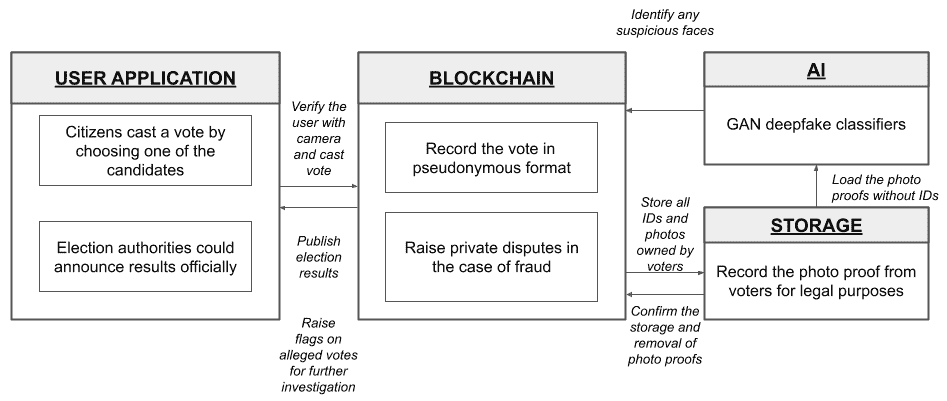 Identify any
suspicious faces
USER APPLICATION
BLOCKCHAIN
AI
Citizens cast a vote by
choosing one of the
candidates
Verify the
user with
camera
and cast
vote
Record the vote in
pseudonymous format
GAN deepfake classifiers
Load the photo
proofs without IDs
Election authorities could
announce results officially
Publish
election
results
Raise private disputes in
the case of fraud
Store all
IDs and
photos
owned by
voters
STORAGE
Record the photo proof from
voters for legal purposes
Raise
flags on
alleged votes
for further
investigation
Confirm the
storage and
removal of
photo proofs